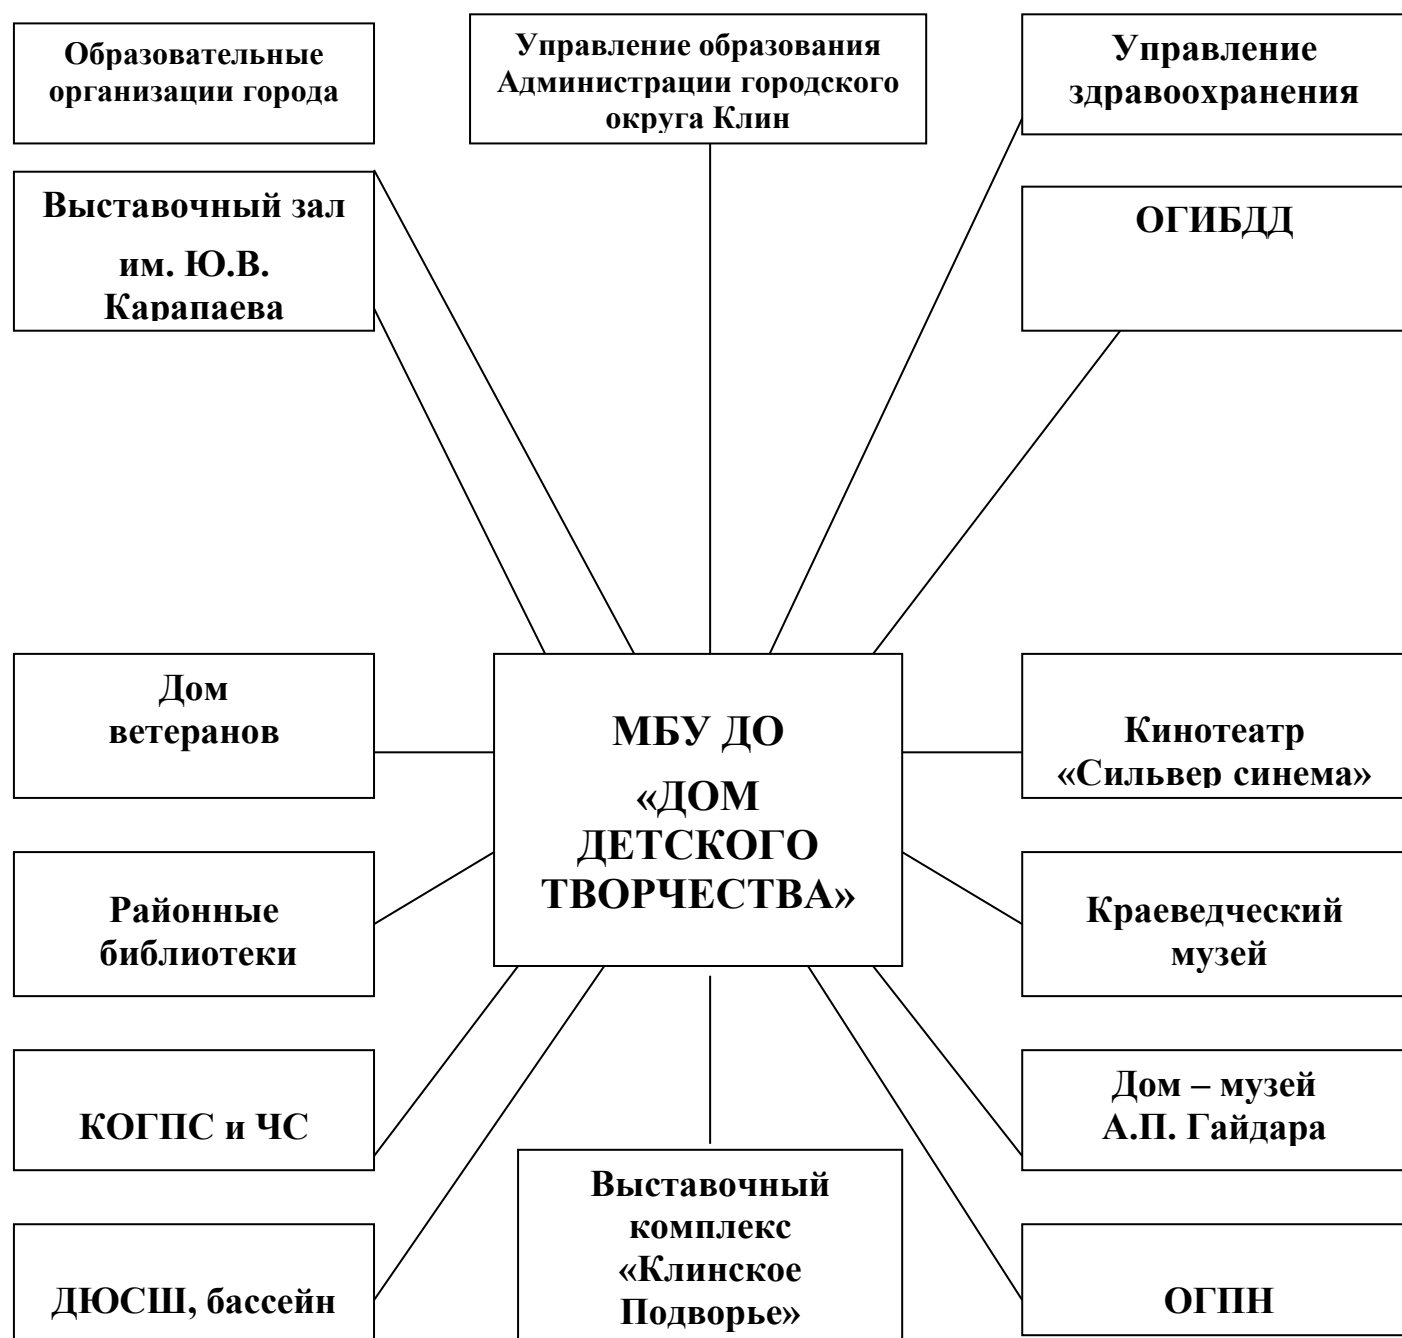 Образовательные
организации города
Управление образования
Администрации городского
округа Клин
Управление
здравоохранения
Выставочный зал
им. Ю.В.
Карапаева
ОГИБДД
Дом
ветеранов
МБУ ДО
«ДОМ
ДЕТСКОГО
ТВОРЧЕСТВА»
Кинотеатр
«Сильвер синема»
Районные
библиотеки
Краеведческий
музей
КОГПС и ЧС
Дом – музей
А.П. Гайдара
ДЮСШ, бассейн
Выставочный
комплекс
«Клинское
Подворье»
ОГПН